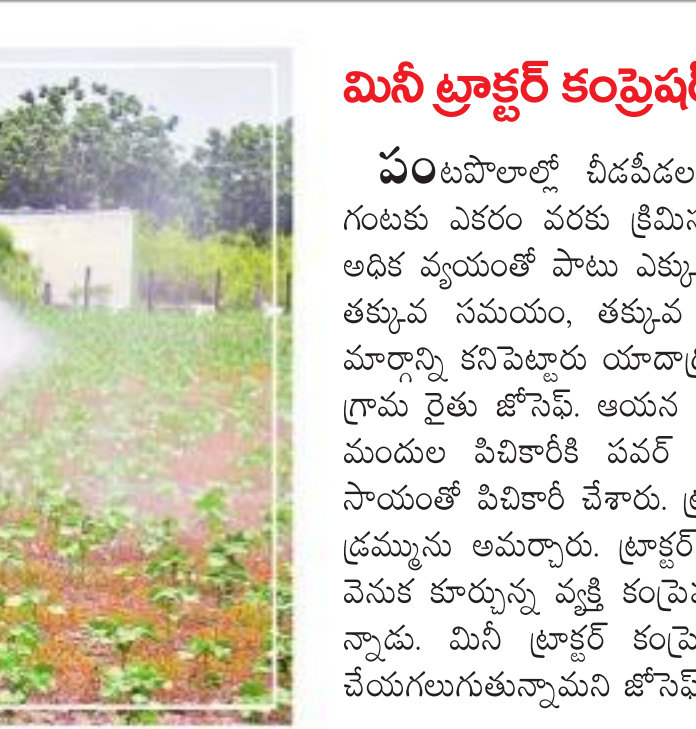 మినీ ట్రాక్టర్ కంప్రెషర్
పంటపొలాల్లో చీడపీడల
గంటకు ఎకరం వరకు
అధిక వ్యయంతో పాటు
తక్కువ సమయం, తక్కువ
మార్గాన్ని కనిపెట్టారు
గ్రామ రైతు జోసెఫ్. ఆయన
మందుల పిచికారీకి పవర్
సాయంతో పిచికారీ చేశారు.
డ్రమ్మును అమర్చారు. ట్రాక్టర్
వెనుక కూర్చున్న వ్యక్తి
న్నాడు. మినీ ట్రాక్టర్
చేయగలుగుతున్నామని జోసెఫ్